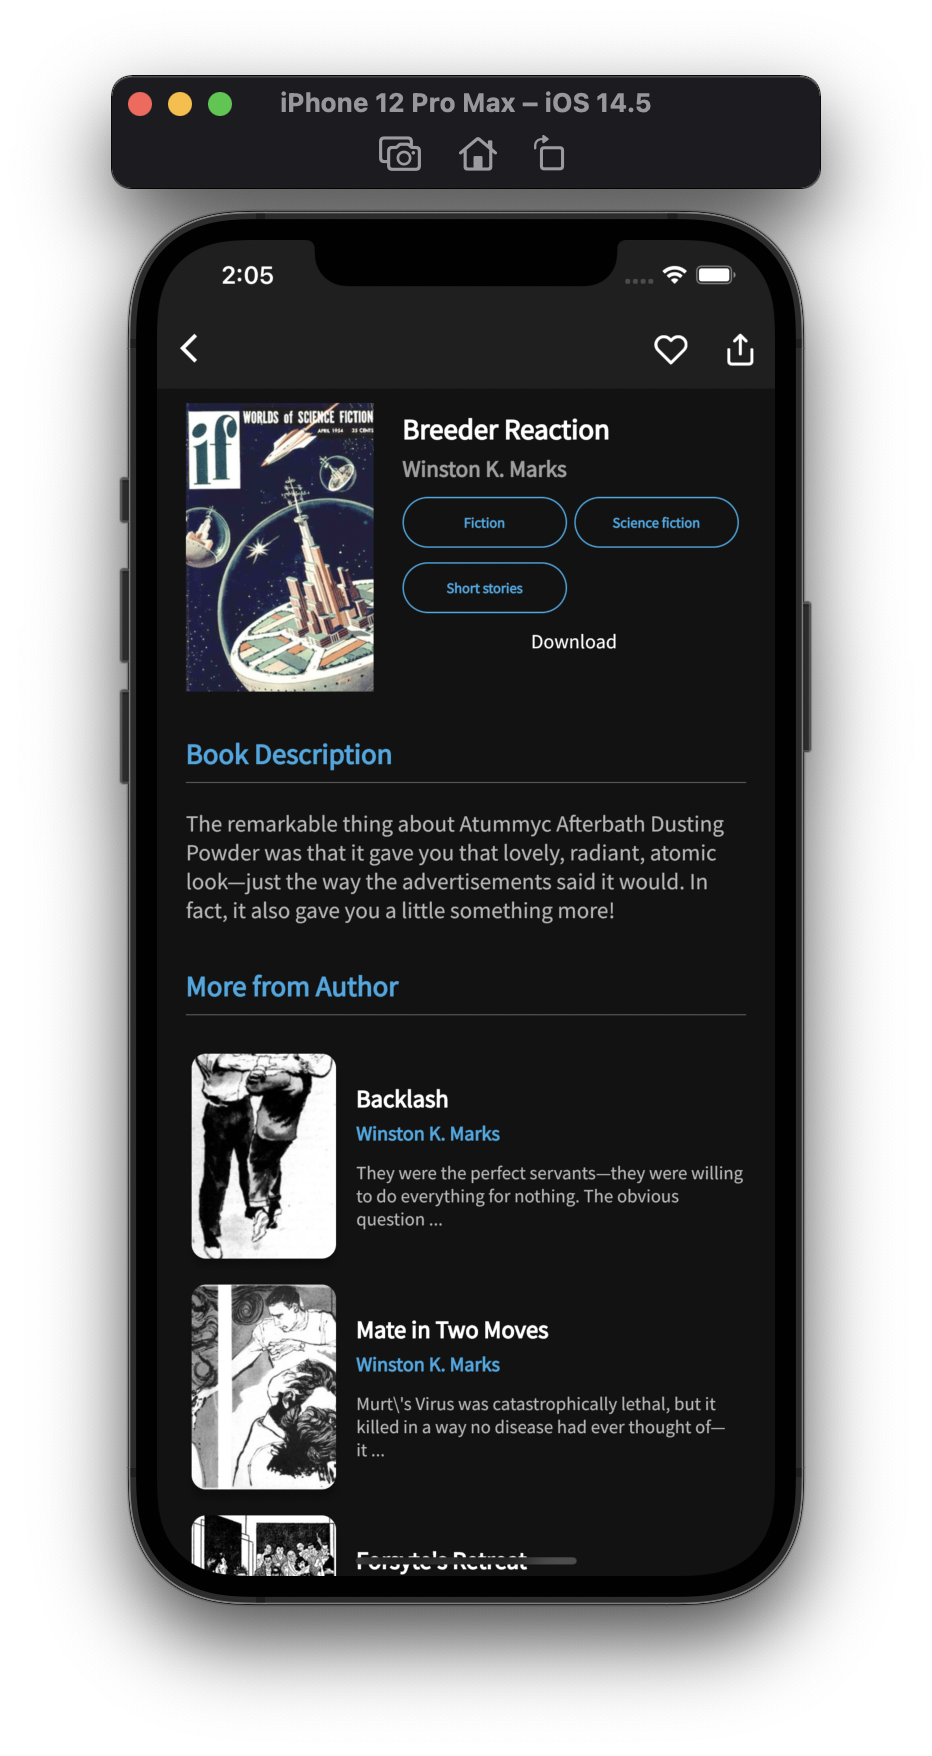 iPhone 12 Pro Max – iOS 14.5
2:05
if
WORLDS of SCIENCE FICTION
APRIL 1954 35 CENTS
Breeder Reaction
Winston K. Marks
Fiction
Science fiction
Short stories
Download
Book Description
The remarkable thing about Atummyc Afterbath Dusting
Powder was that it gave you that lovely, radiant, atomic
look—just the way the advertisements said it would. In
fact, it also gave you a little something more!
More from Author
Backlash
Winston K. Marks
They were the perfect servants—they were willing
to do everything for nothing. The obvious
question ...
Mate in Two Moves
Winston K. Marks
Murt\'s Virus was catastrophically lethal, but it
killed in a way no disease had ever thought of—
it ...
Forsyte's Retreat